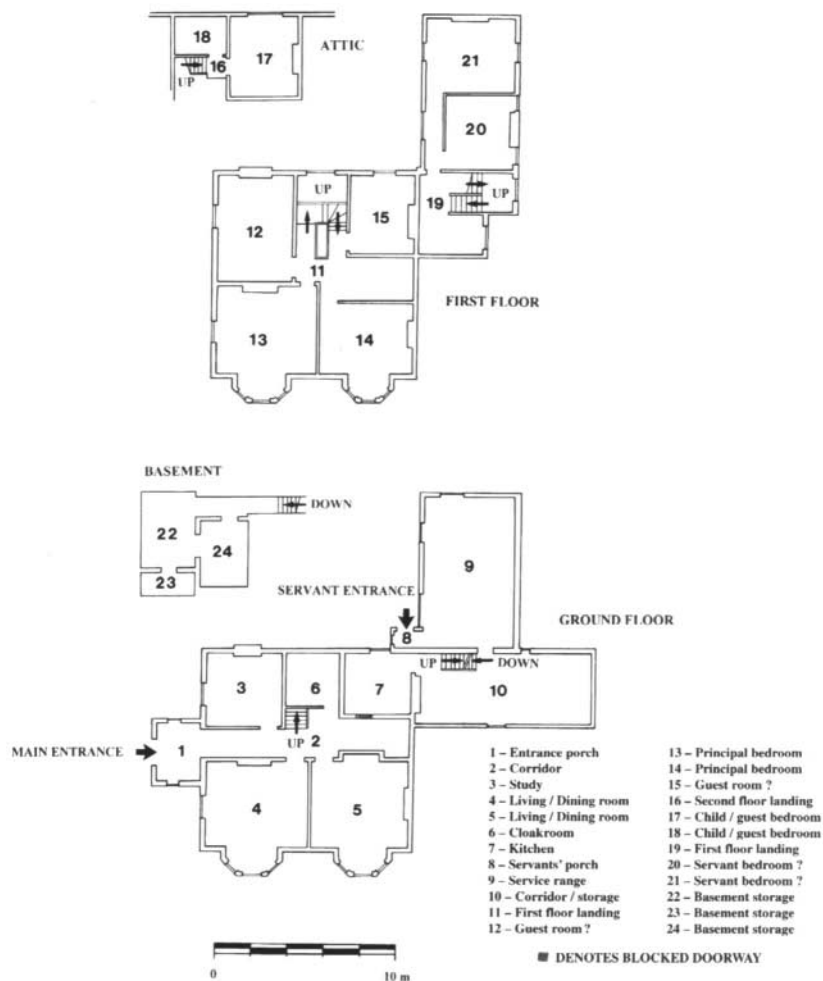 18
17
ATTIC
16
UP
21
20
UP
UP
12
15
19
11
FIRST FLOOR
13
14
BASEMENT
DOWN
22
24
9
23
SERVANT ENTRANCE
GROUND FLOOR
8
UP
DOWN
3
6
7
10
MAIN ENTRANCE
1
UP
2
4
5
1 – Entrance porch
2 – Corridor
3 – Study
4 – Living / Dining room
5 – Living / Dining room
6 – Cloakroom
7 – Kitchen
8 – Servants' porch
9 – Service range
10 – Corridor / storage
11 – First floor landing
12 – Guest room ?
13 – Principal bedroom
14 – Principal bedroom
15 – Guest room ?
16 – Second floor landing
17 – Child / guest bedroom
18 – Child / guest bedroom
19 – First floor landing
20 – Servant bedroom ?
21 – Servant bedroom ?
22 – Basement storage
23 – Basement storage
24 – Basement storage
0 10 m
DENOTES BLOCKED DOORWAY